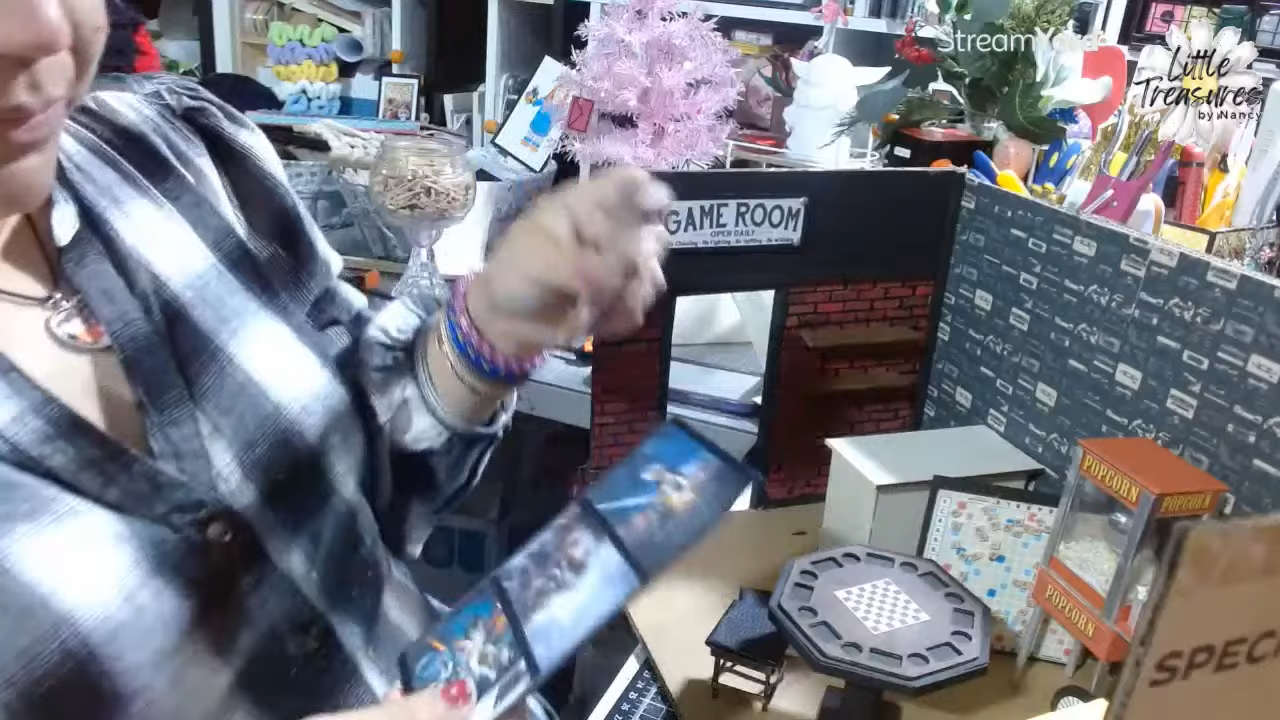 StreamYard
Little
Treasures
by Nancy
GAME ROOM
OPEN DAILY
POPCORN
POPCORN
POPCORN
SPEC